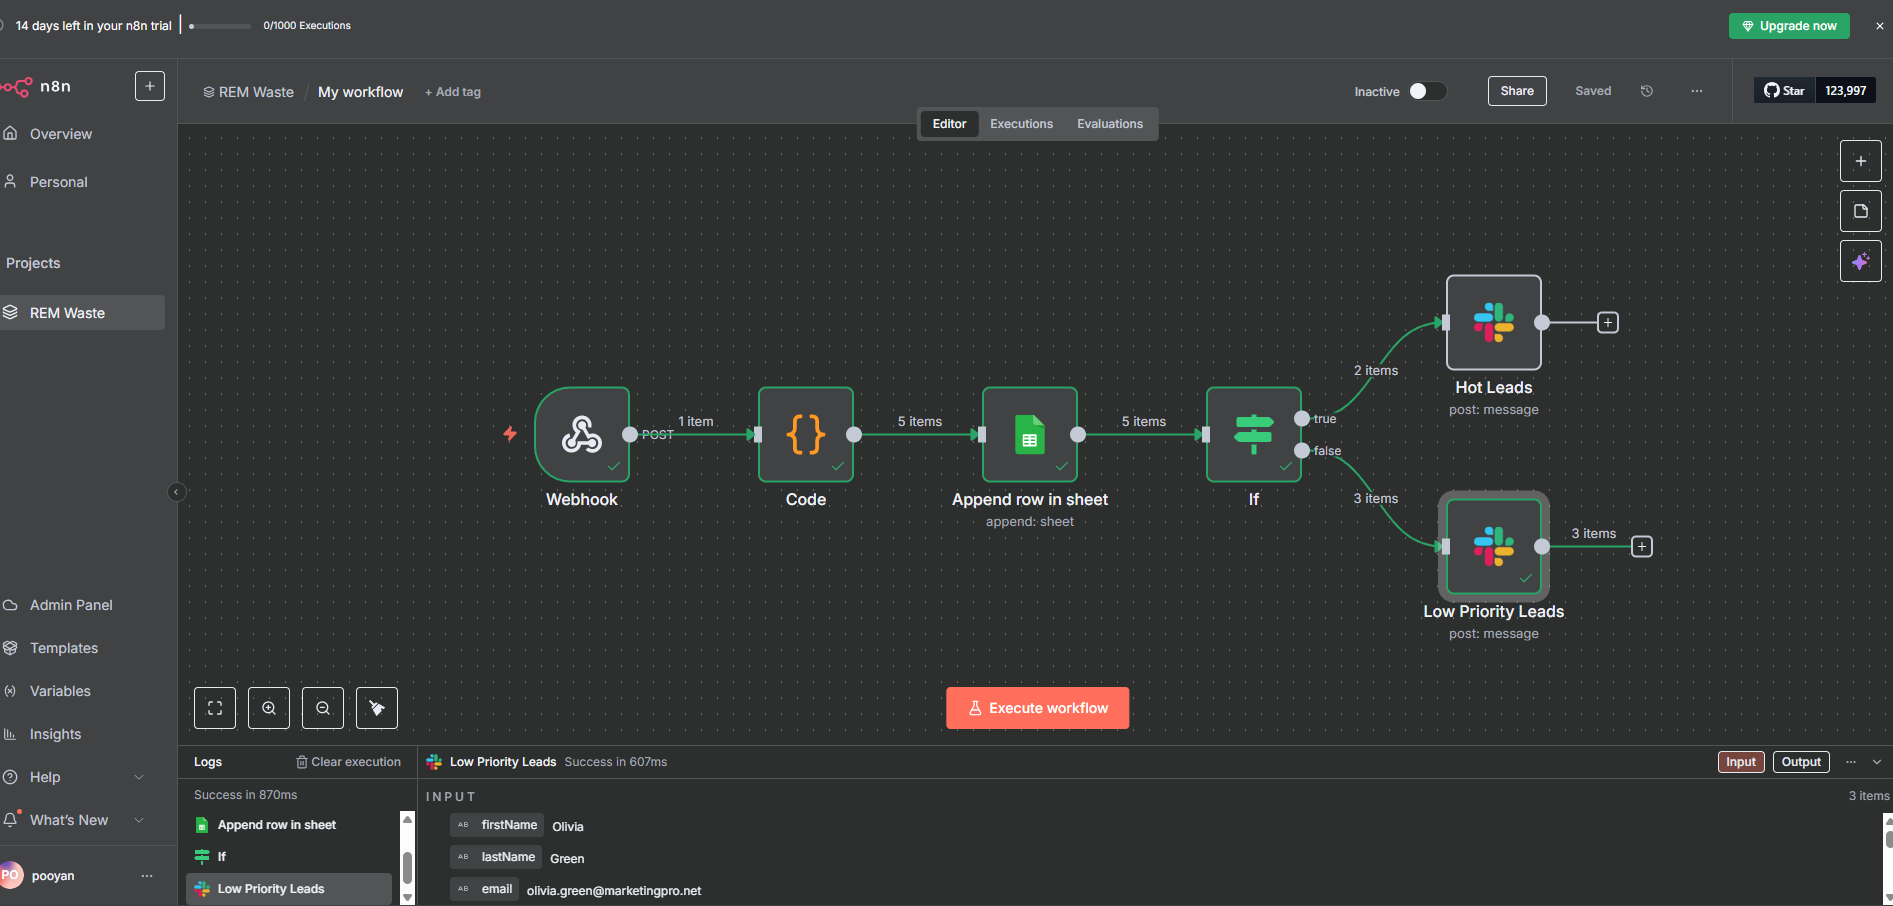 14 days left in your n8n trial
0/1000 Executions
Upgrade now
n8n
REM Waste / My workflow + Add tag
Inactive
Share
Saved
Star 123,997
Editor Executions Evaluations
Overview
Personal
Projects
REM Waste
Admin Panel
Templates
Variables
Insights
Help
What's New
PO pooyan
POST
1 item
5 items
5 items
true
false
2 items
3 items
3 items
Webhook
Code
Append row in sheet
append: sheet
If
Hot Leads
post: message
Low Priority Leads
post: message
Execute workflow
Logs
Clear execution
Success in 870ms
Append row in sheet
If
Low Priority Leads
Low Priority Leads Success in 607ms
Input Output
INPUT
3 items
AB firstName Olivia
AB lastName Green
AB email olivia.green@marketingpro.net